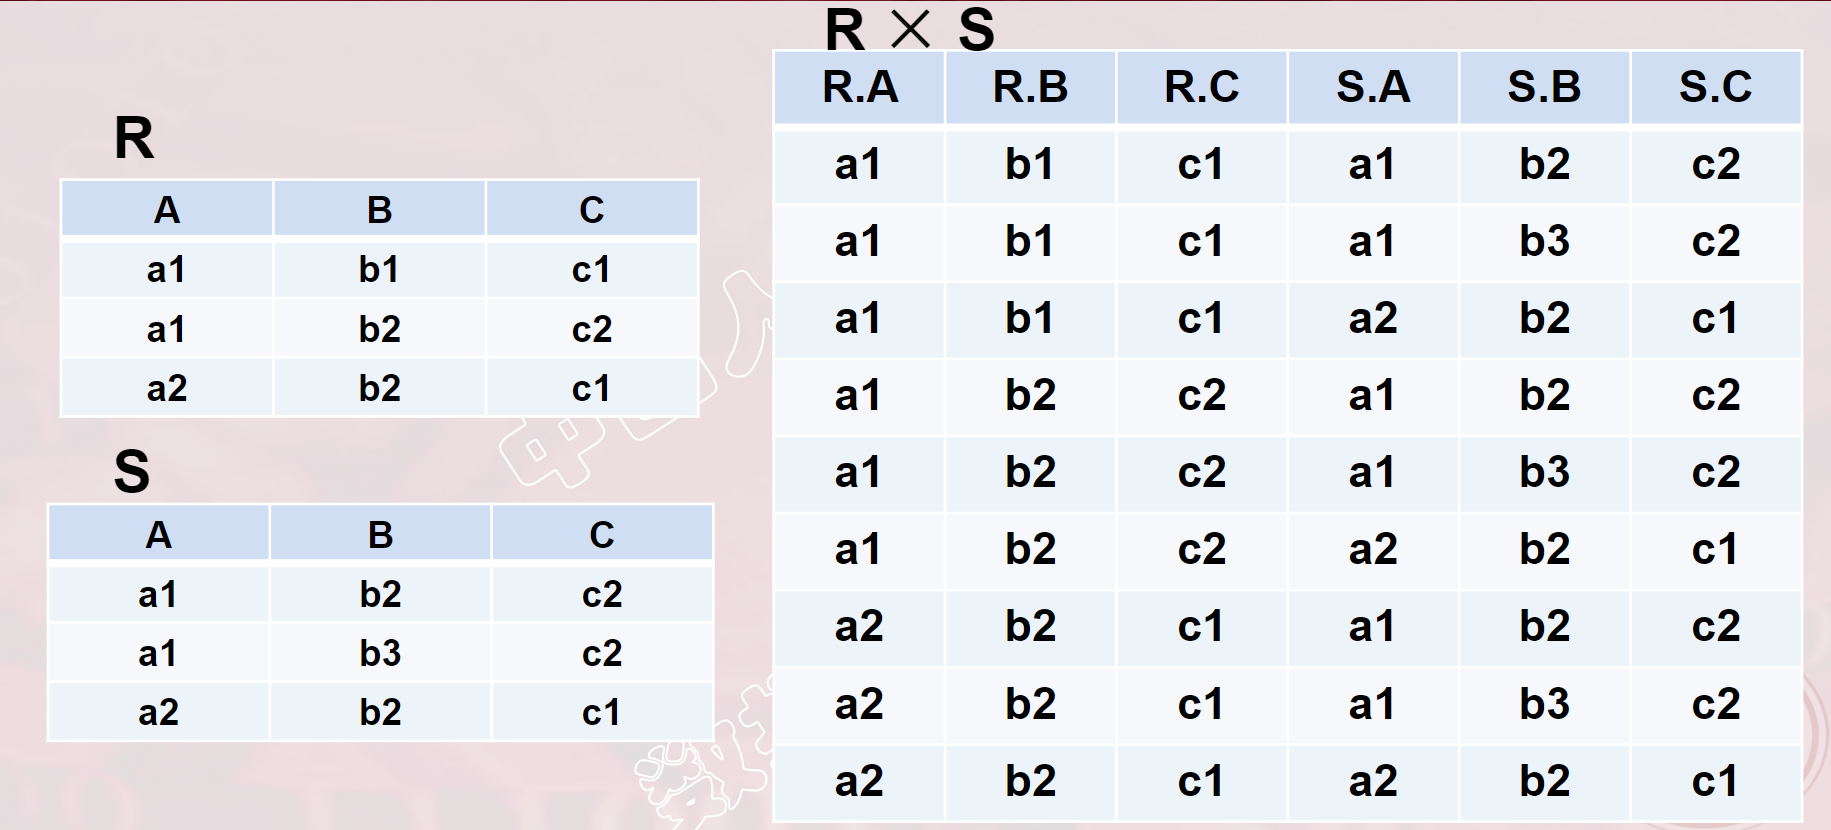 R
A B C
a1 b1 c1
a1 b2 c2
a2 b2 c1
S
A B C
a1 b2 c2
a1 b3 c2
a2 b2 c1
R × S
R.A R.B R.C S.A S.B S.C
a1 b1 c1 a1 b2 c2
a1 b1 c1 a1 b3 c2
a1 b1 c1 a2 b2 c1
a1 b2 c2 a1 b2 c2
a1 b2 c2 a1 b3 c2
a1 b2 c2 a2 b2 c1
a2 b2 c1 a1 b2 c2
a2 b2 c1 a1 b3 c2
a2 b2 c1 a2 b2 c1